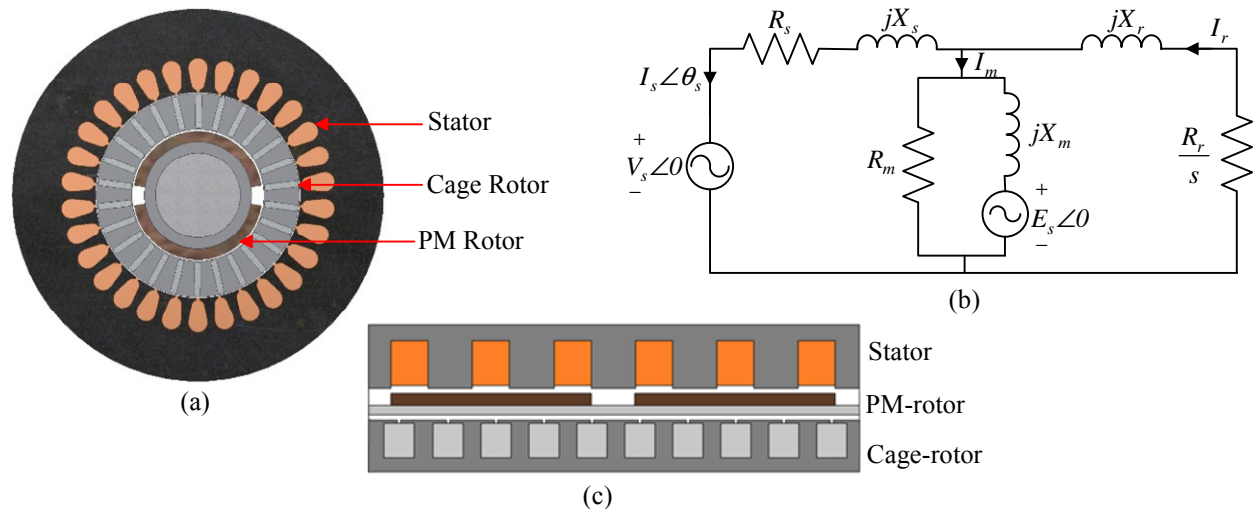 Stator
Cage Rotor
PM Rotor
(a)
R_s
jX_s
jX_r
I_r
I_s∠θ_s
I_m
+
V_s∠0
−
R_m
jX_m
+
E_s∠0
−
R_r
s
(b)
Stator
PM-rotor
Cage-rotor
(c)